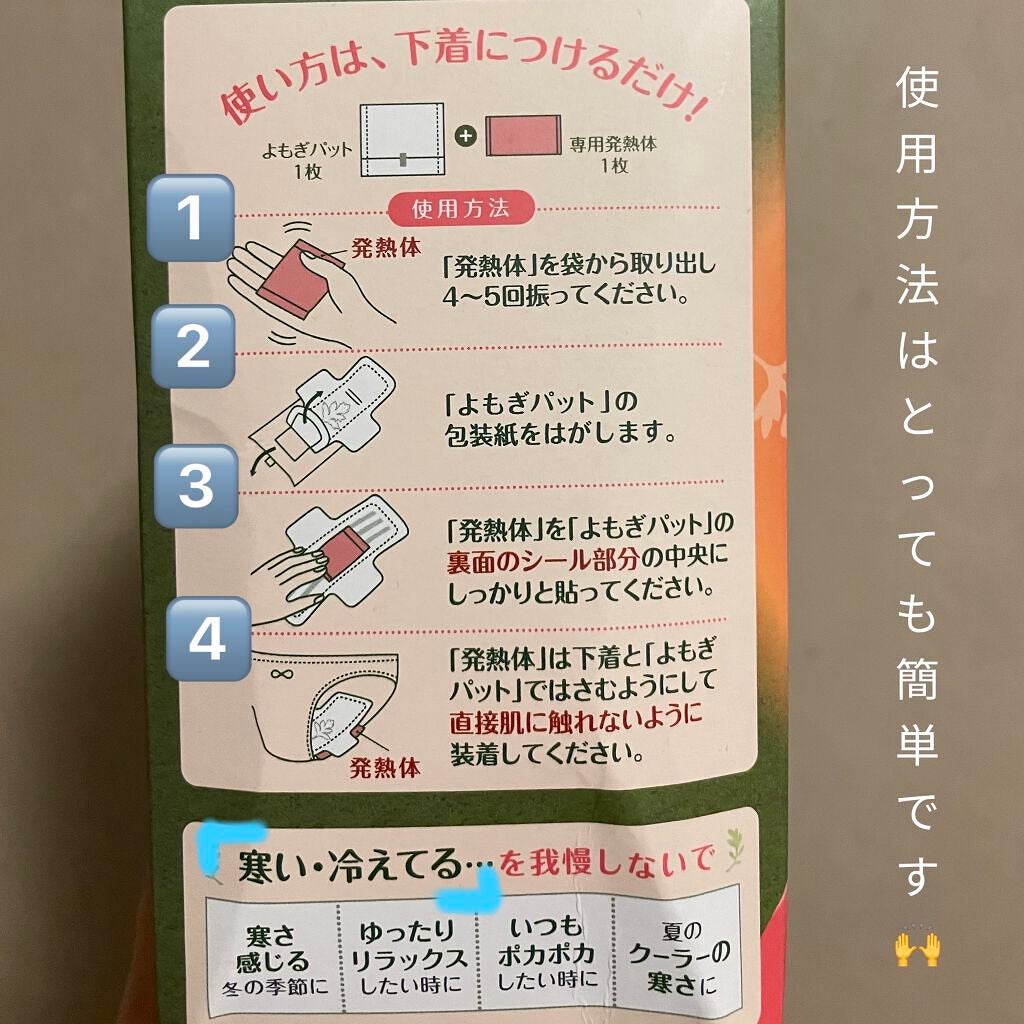 使い方は、下着につけるだけ!
よもぎパット
1枚
+
専用発熱体
1枚
使用方法
1
発熱体
「発熱体」を袋から取り出し
4〜5回振ってください。
2
「よもぎパット」の
包装紙をはがします。
3
「発熱体」を「よもぎパット」の
裏面のシール部分の中央に
しっかりと貼ってください。
4
発熱体
「発熱体」は下着と「よもぎ
パット」ではさむようにして
直接肌に触れないように
装着してください。
「寒い・冷えてる…」を我慢しないで
寒さ
感じる
冬の季節に
ゆったり
リラックス
したい時に
いつも
ポカポカ
したい時に
夏の
クーラーの
寒さに
使用方法はとっても簡単です🙌